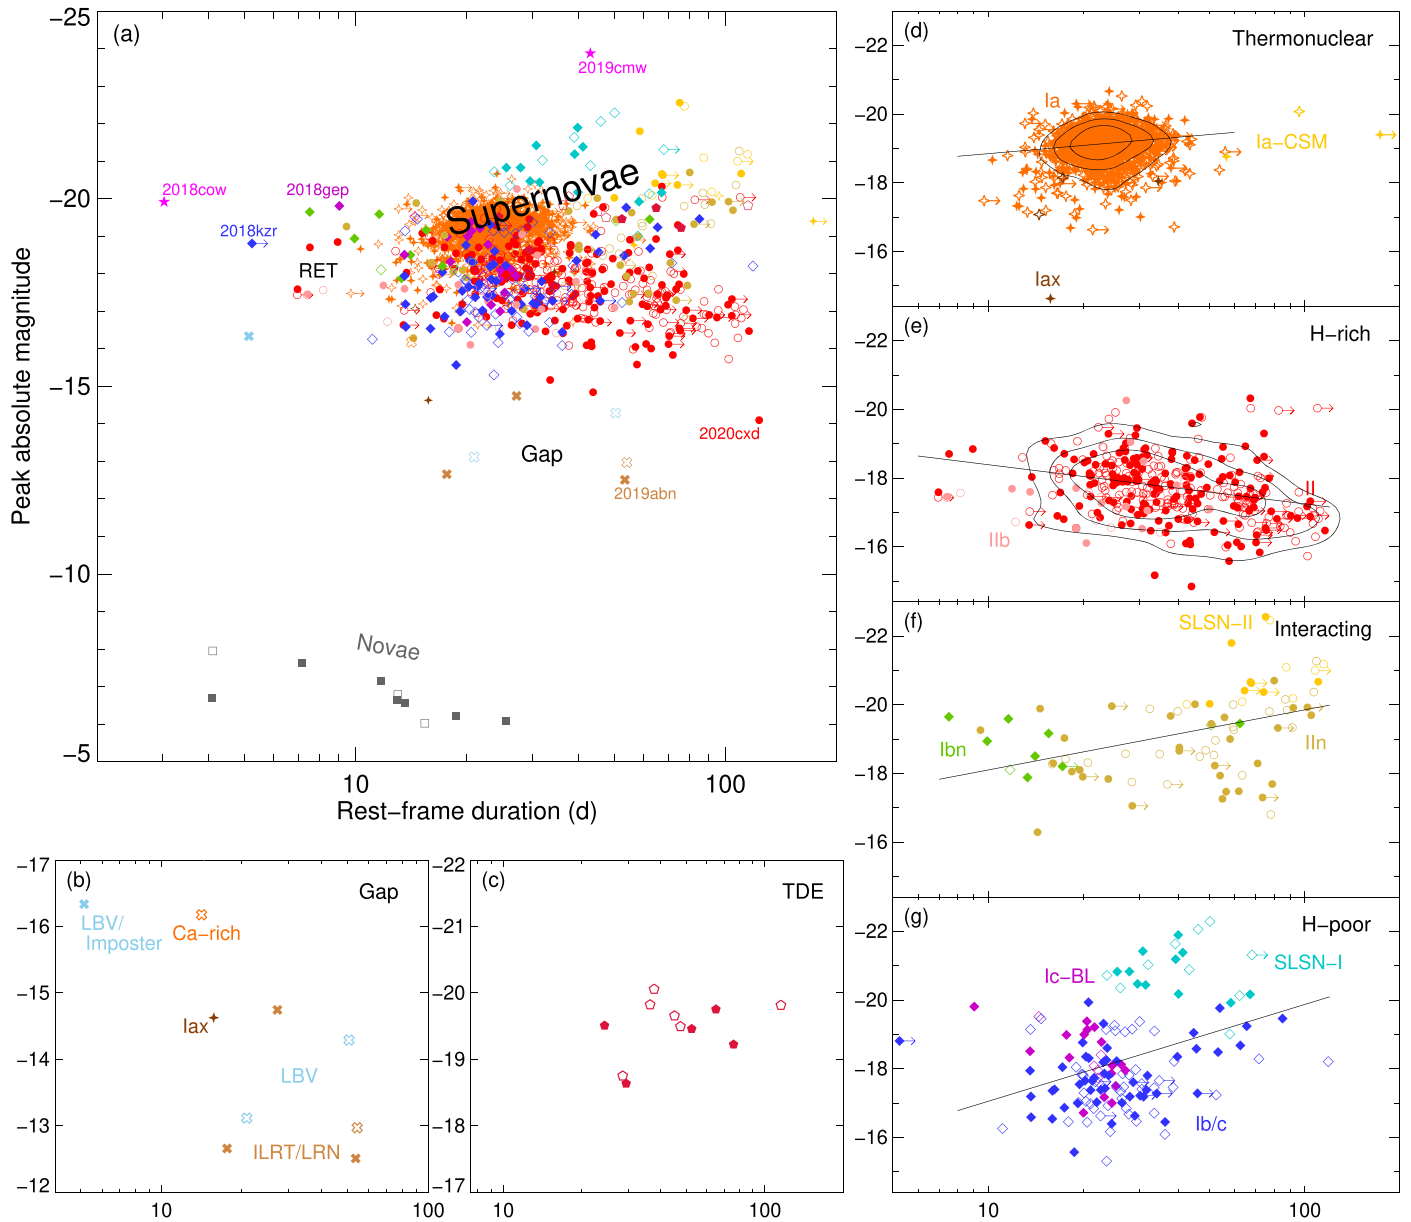 (a)
-25
-20
-15
-10
-5
Peak absolute magnitude
2019cmw
2018cow
2018gep
2018kzr
Supernovae
RET
2020cxd
Gap
2019abn
Novae
10
100
Rest-frame duration (d)
(b)
Gap
-17
-16
-15
-14
-13
-12
LBV/
Imposter
Ca-rich
Iax
LBV
ILRT/LRN
10
100
(c)
TDE
-22
-21
-20
-19
-18
-17
10
100
(d)
Thermonuclear
-22
-20
-18
-16
Ia
Ia-CSM
Iax
(e)
H-rich
-22
-20
-18
-16
II
IIb
(f)
Interacting
-22
-20
-18
-16
SLSN-II
Ibn
IIn
(g)
H-poor
-22
-20
-18
-16
Ic-BL
SLSN-I
Ib/c
10
100